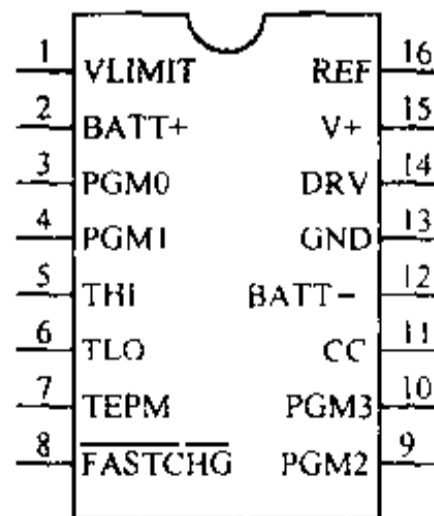 1 VLIMIT REF 16
2 BATT+ V+ 15
3 PGM0 DRV 14
4 PGM1 GND 13
5 THI BATT− 12
6 TLO CC 11
7 TEPM PGM3 10
8 FASTCHG PGM2 9